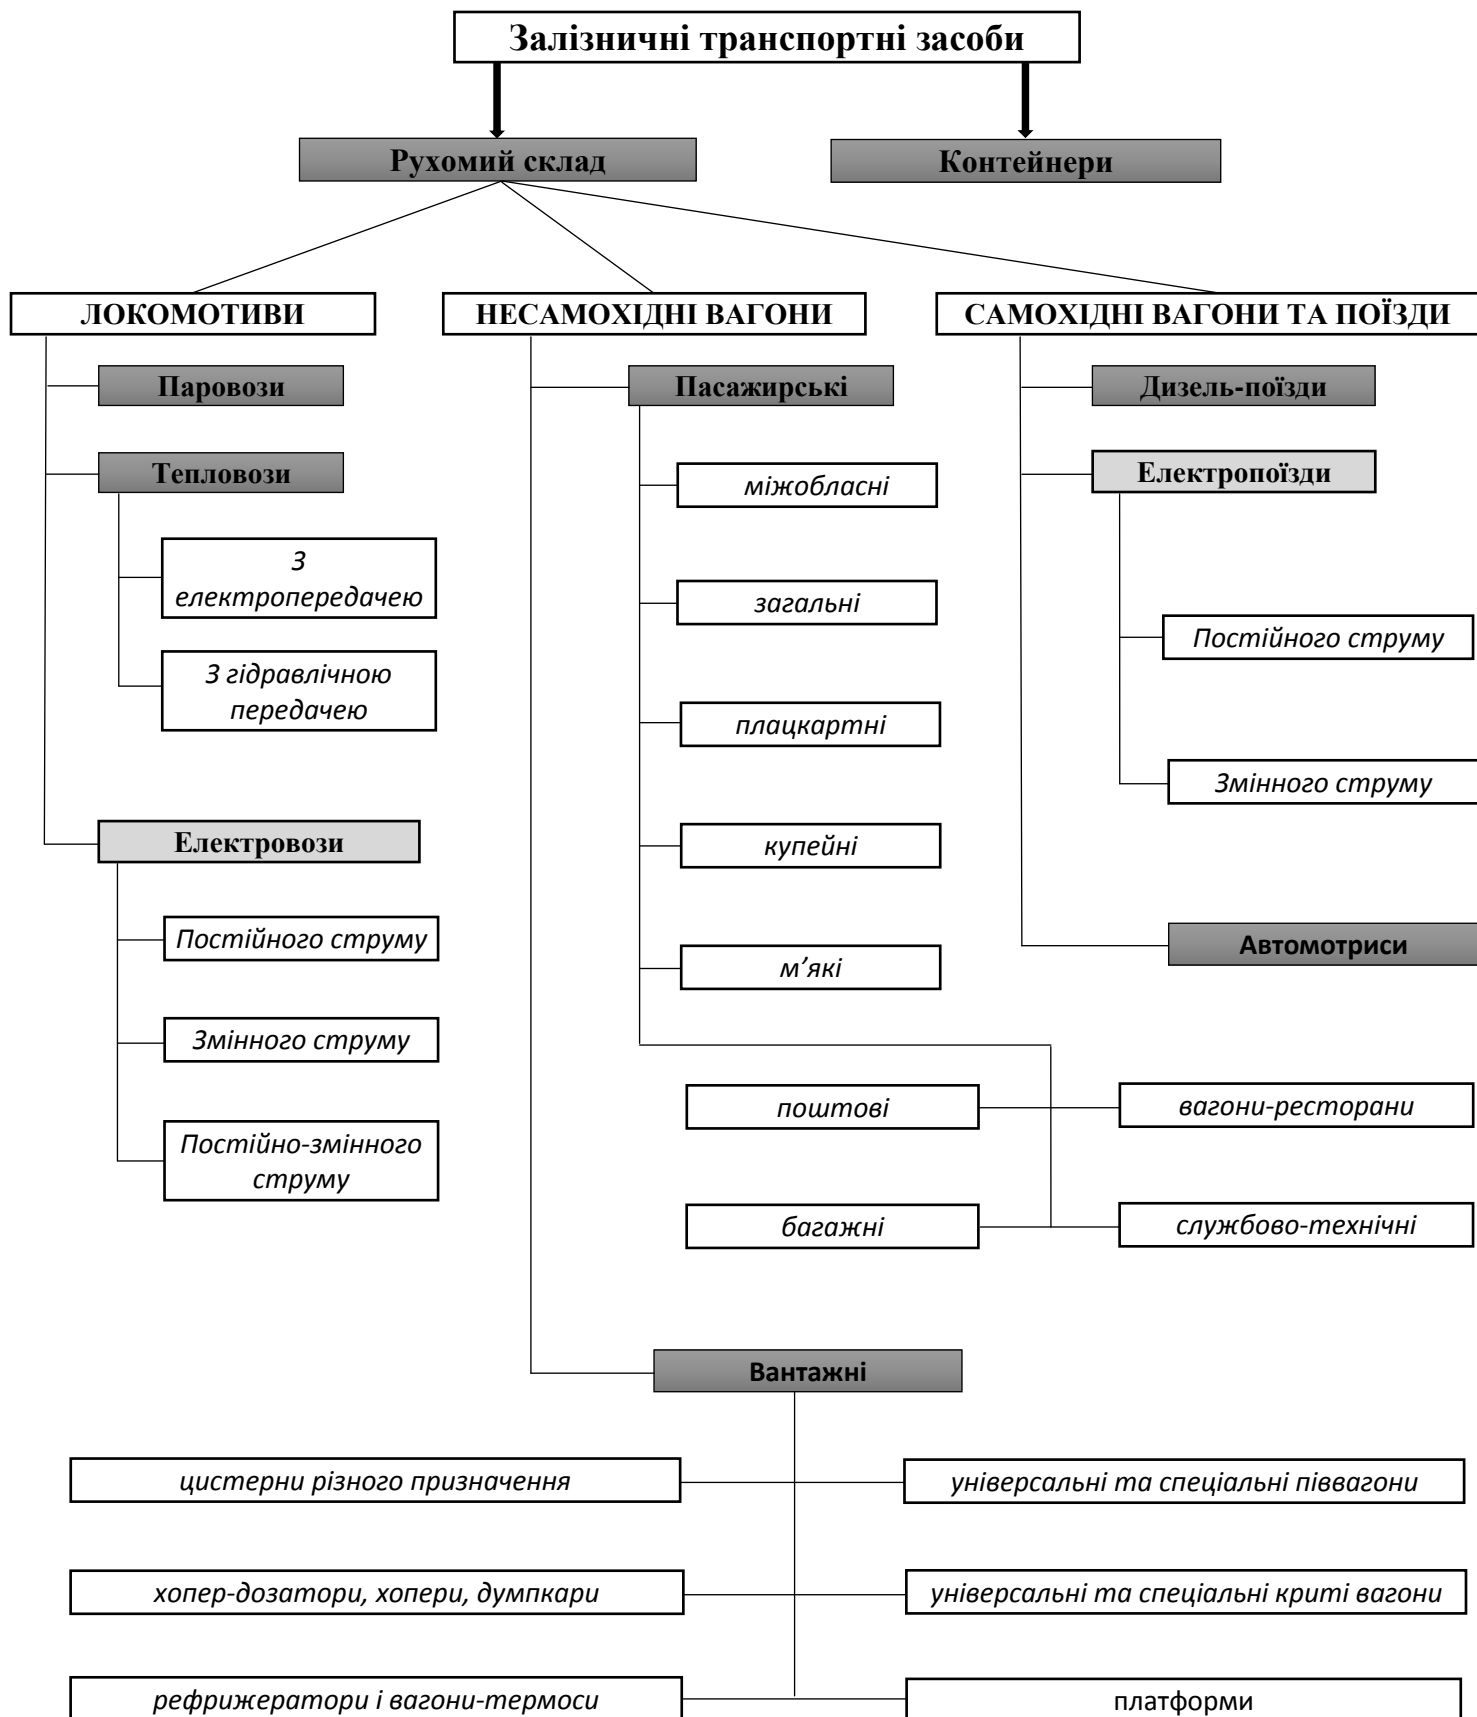 Залізничні транспортні засоби
Рухомий склад
Контейнери
ЛОКОМОТИВИ
НЕСАМОХІДНІ ВАГОНИ
САМОХІДНІ ВАГОНИ ТА ПОЇЗДИ
Паровози
Пасажирські
Дизель-поїзди
Тепловози
міжобласні
Електропоїзди
З
електропередачею
загальні
Постійного струму
З гідравлічною
передачею
плацкартні
Змінного струму
Електровози
купейні
Постійного струму
м’які
Автомотриси
Змінного струму
поштові
вагони-ресторани
Постійно-змінного
струму
багажні
службово-технічні
Вантажні
цистерни різного призначення
універсальні та спеціальні піввагони
хопер-дозатори, хопери, думпкари
універсальні та спеціальні криті вагони
рефрижератори і вагони-термоси
платформи